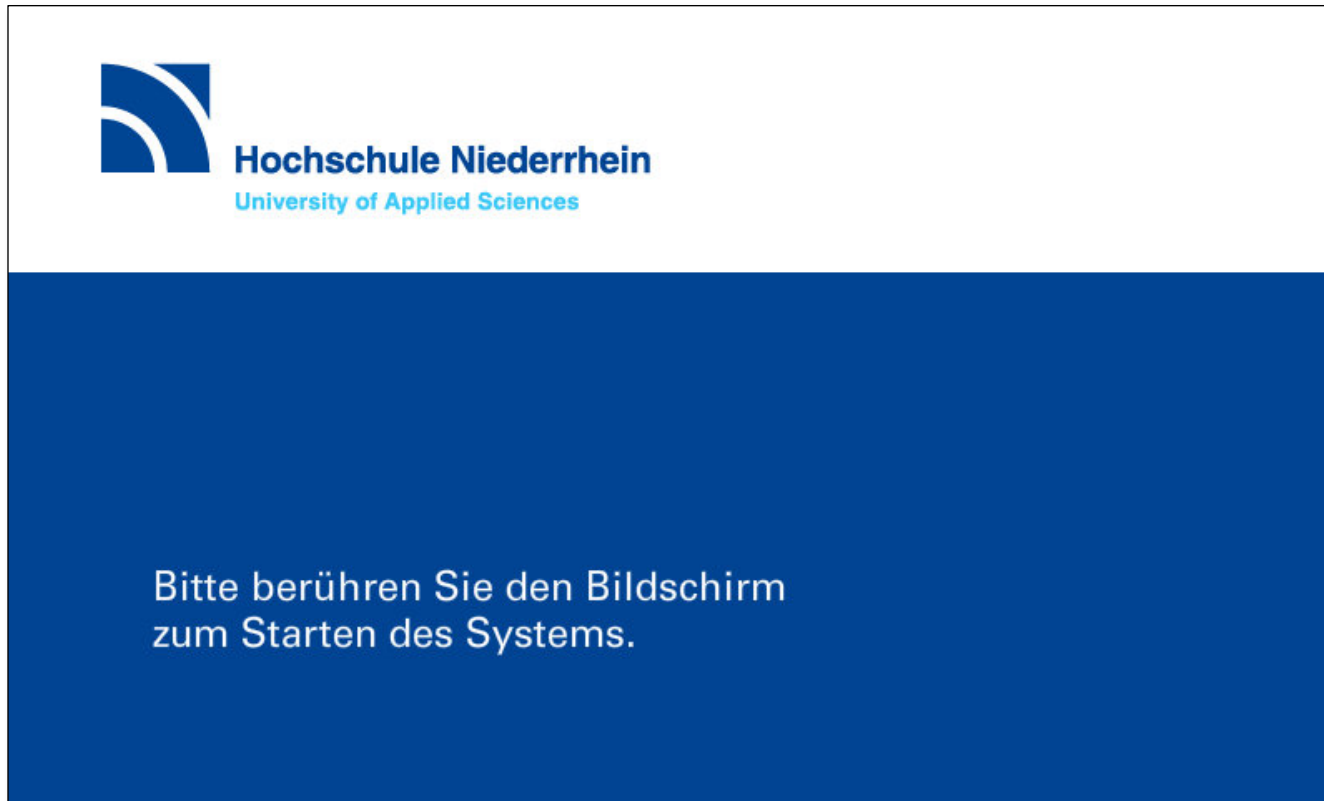 Hochschule Niederrhein
University of Applied Sciences
Bitte berühren Sie den Bildschirm
zum Starten des Systems.